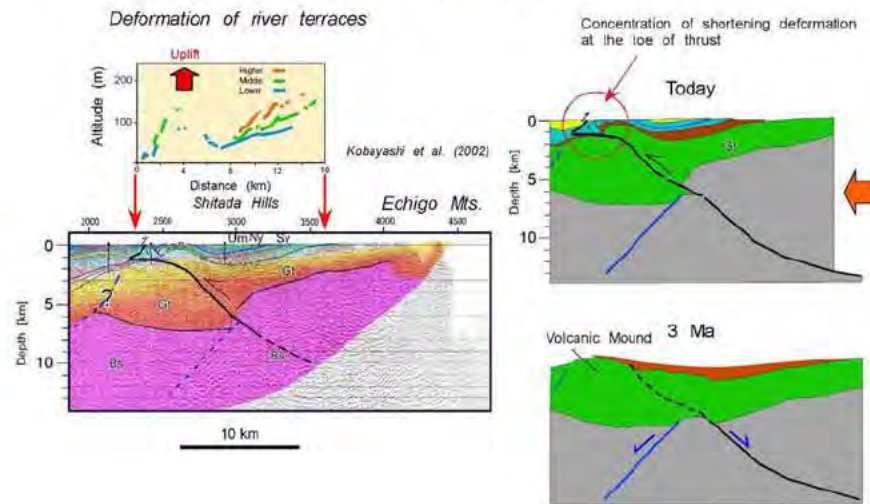 Deformation of river terraces
Uplift
Higher
Middle
Lower
Altitude (m)
200
100
0
4
8
12
16
Distance (km)
Kobayashi et al. (2002)
Shitada Hills
Echigo Mts.
2000
2500
3000
3500
4000
4500
Um Ny Sr
Depth [km]
0
5
10
Gt
Gt
?
Bs
Bs
10 km
Concentration of shortening deformation
at the toe of thrust
Today
Depth [km]
0
5
10
Gt
Volcanic Mound
3 Ma